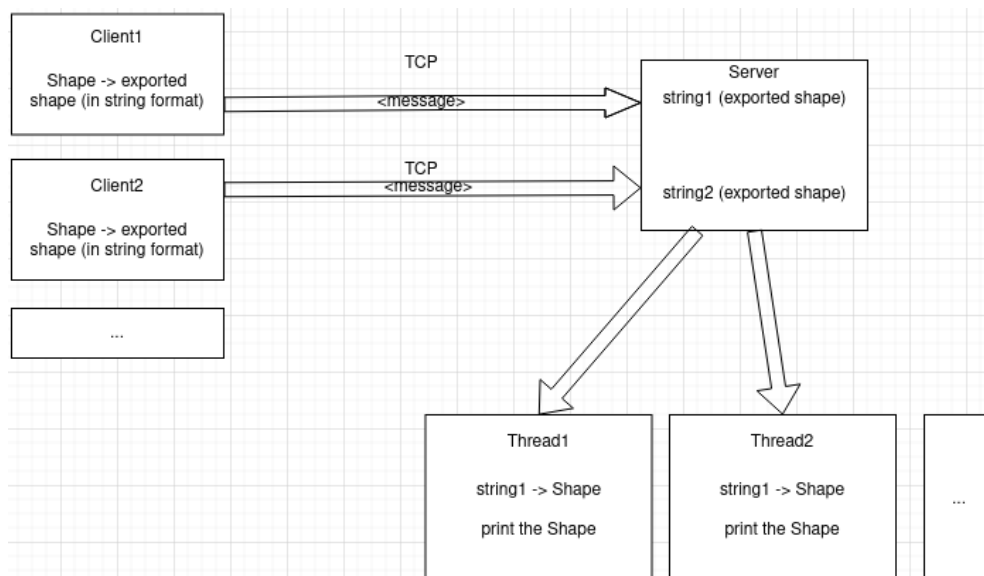 Client1
Shape -> exported
shape (in string format)
TCP
<message>
Server
string1 (exported shape)
Client2
Shape -> exported
shape (in string format)
TCP
<message>
string2 (exported shape)
...
Thread1
string1 -> Shape
print the Shape
Thread2
string1 -> Shape
print the Shape
...